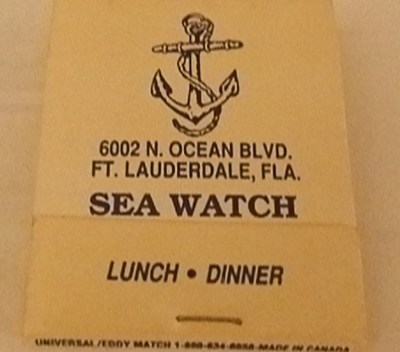 6002 N. OCEAN BLVD.
FT. LAUDERDALE, FLA.
SEA WATCH
LUNCH • DINNER
UNIVERSAL/EDDY MATCH MADE IN CANADA